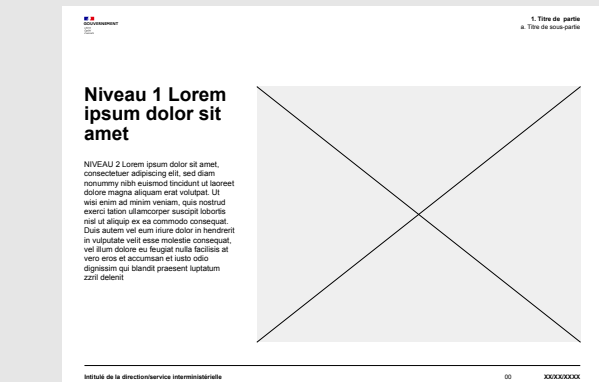 GOUVERNEMENT
1. Titre de partie
a. Titre de sous-partie
Niveau 1 Lorem
ipsum dolor sit
amet
NIVEAU 2 Lorem ipsum dolor sit amet,
consectetuer adipiscing elit, sed diam
nonummy nibh euismod tincidunt ut laoreet
dolore magna aliquam erat volutpat. Ut
wisi enim ad minim veniam, quis nostrud
exerci tation ullamcorper suscipit lobortis
nisl ut aliquip ex ea commodo consequat.
Duis autem vel eum iriure dolor in hendrerit
in vulputate velit esse molestie consequat,
vel illum dolore eu feugiat nulla facilisis at
vero eros et accumsan et iusto odio
dignissim qui blandit praesent luptatum
zzril delenit
Intitulé de la direction/service interministérielle
00
XX/XX/XXXX